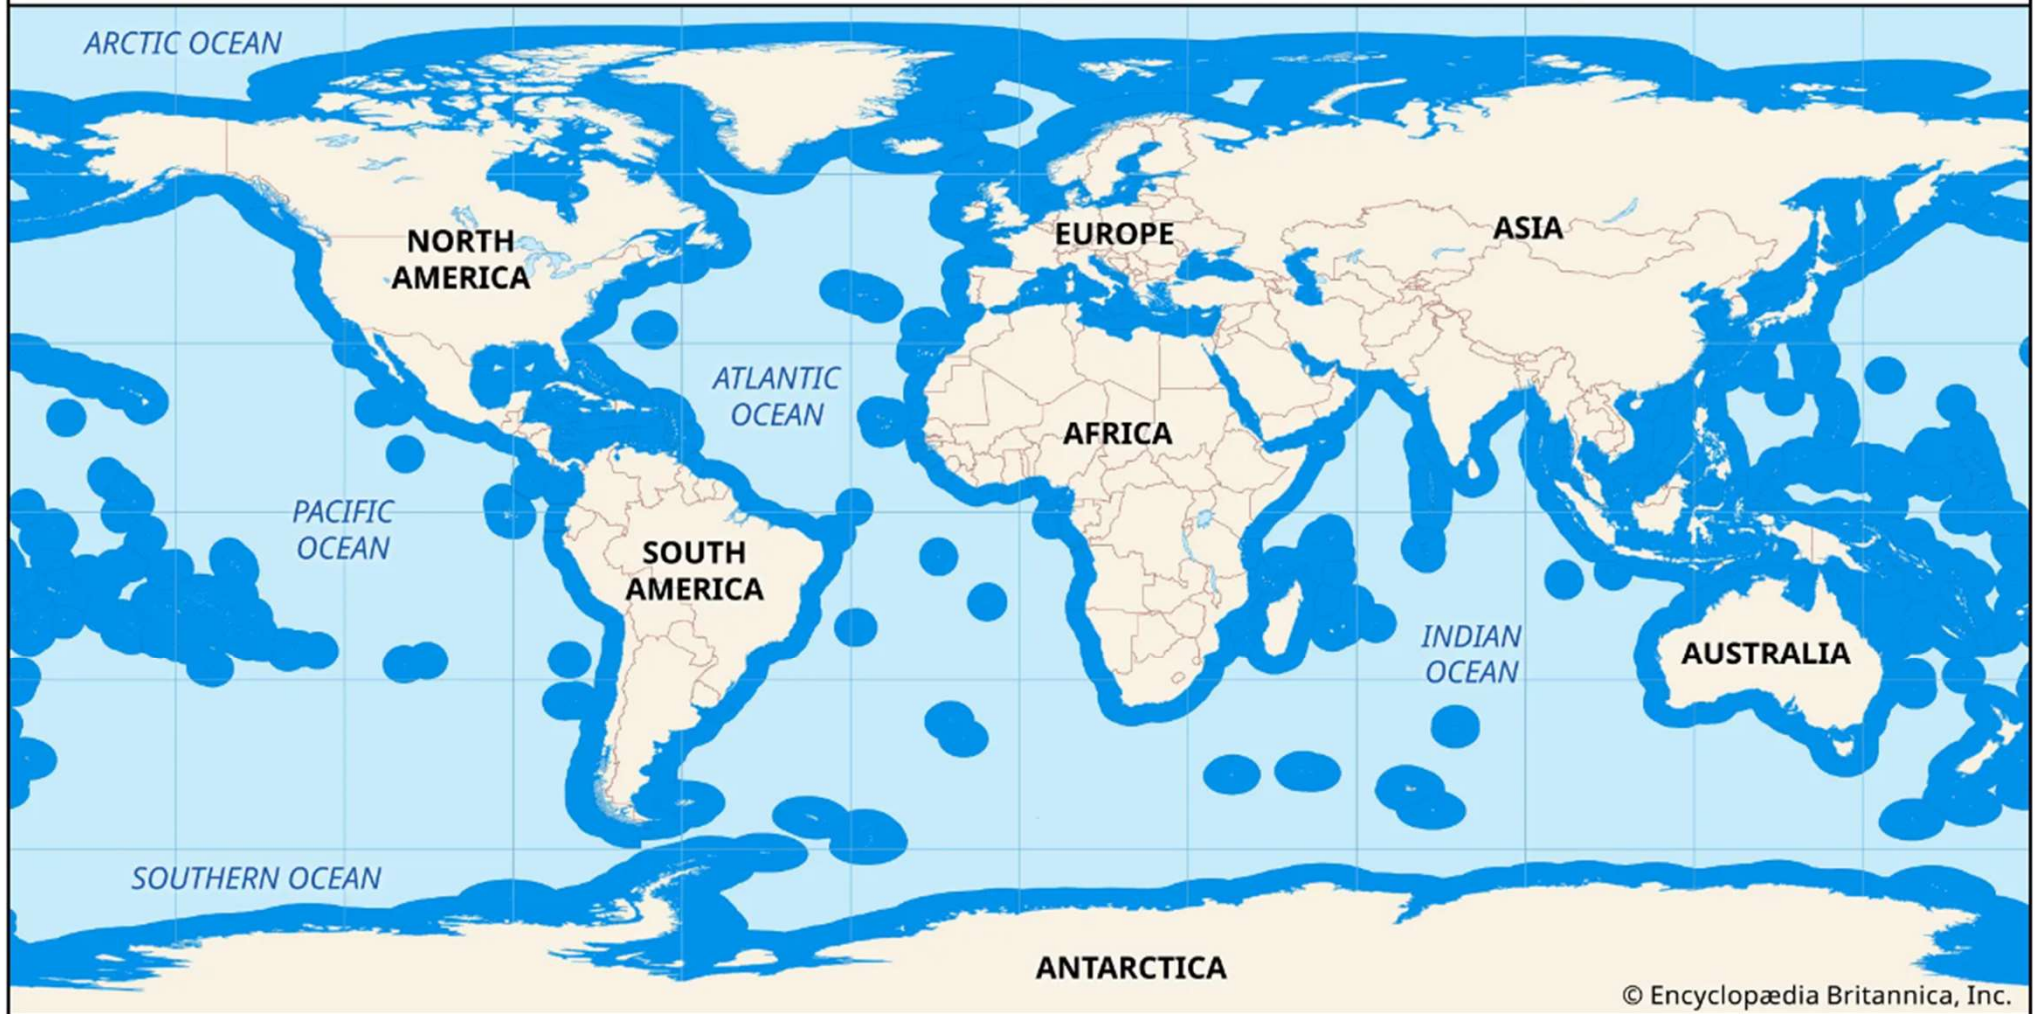 ARCTIC OCEAN
NORTH
AMERICA
EUROPE
ASIA
ATLANTIC
OCEAN
AFRICA
PACIFIC
OCEAN
SOUTH
AMERICA
INDIAN
OCEAN
AUSTRALIA
SOUTHERN OCEAN
ANTARCTICA
© Encyclopædia Britannica, Inc.